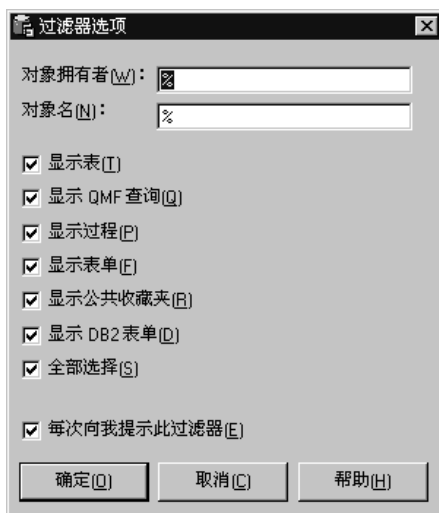 过滤器选项
对象拥有者(W): %
对象名(N): %
显示表(T)
显示 QMF 查询(Q)
显示过程(P)
显示表单(F)
显示公共收藏夹(R)
显示 DB2 表单(D)
全部选择(S)
每次向我提示此过滤器(E)
确定(O) 取消(C) 帮助(H)